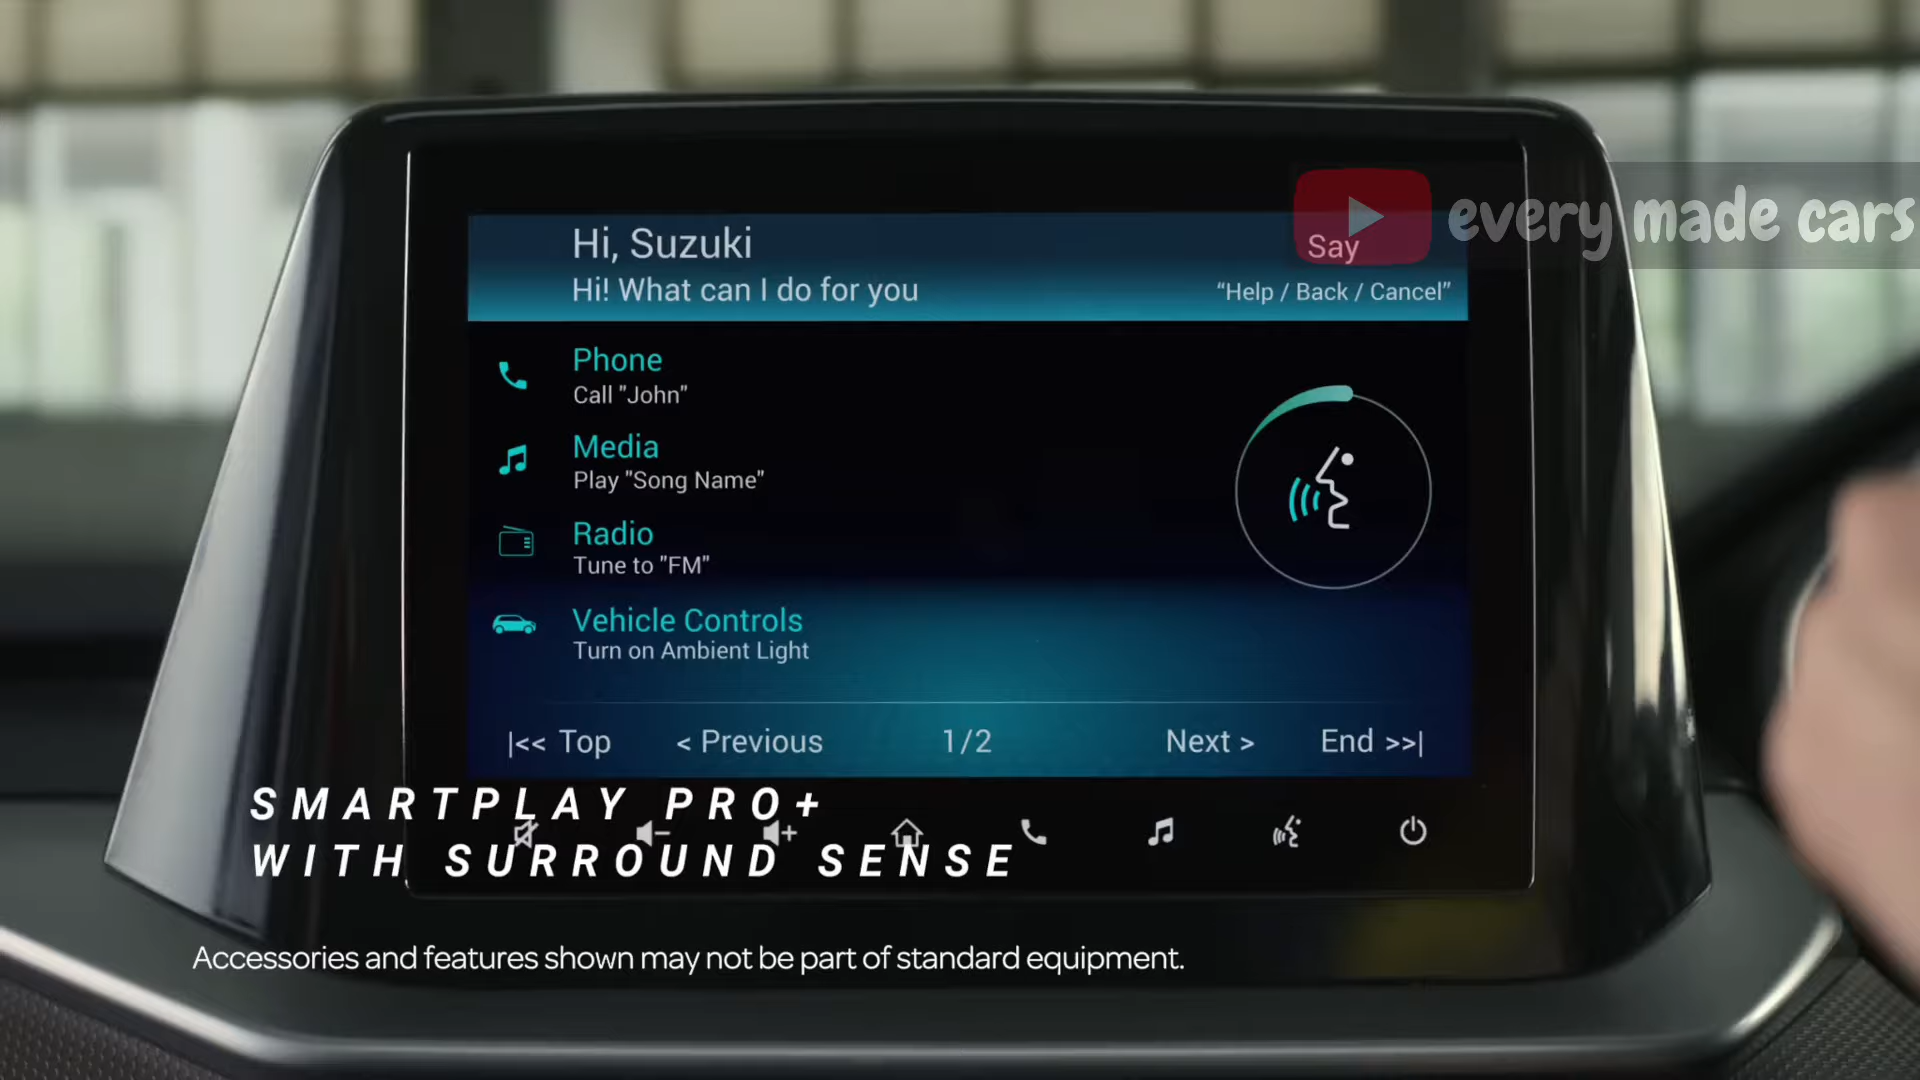 every made cars
Hi, Suzuki
Say
Hi! What can I do for you
“Help / Back / Cancel”
Phone
Call "John"
Media
Play "Song Name"
Radio
Tune to "FM"
Vehicle Controls
Turn on Ambient Light
|<< Top
< Previous
1/2
Next >
End >>|
SMARTPLAY PRO+
WITH SURROUND SENSE
Accessories and features shown may not be part of standard equipment.